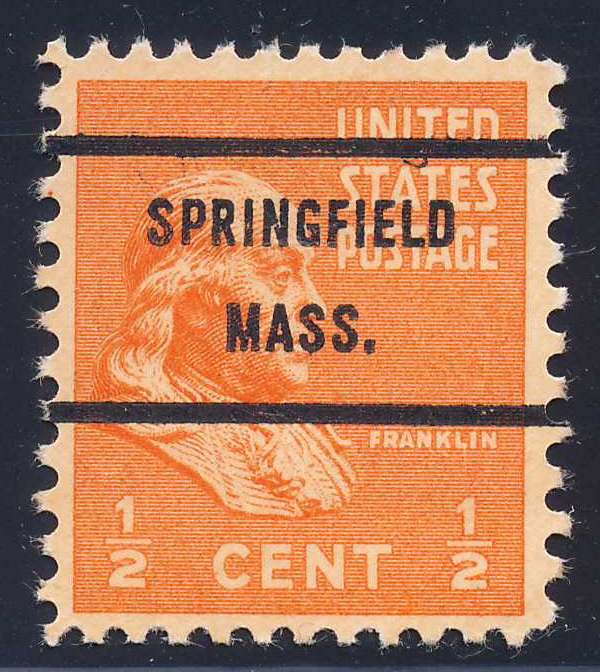 UNITED
STATES
POSTAGE
SPRINGFIELD
MASS.
FRANKLIN
1/2 CENT 1/2